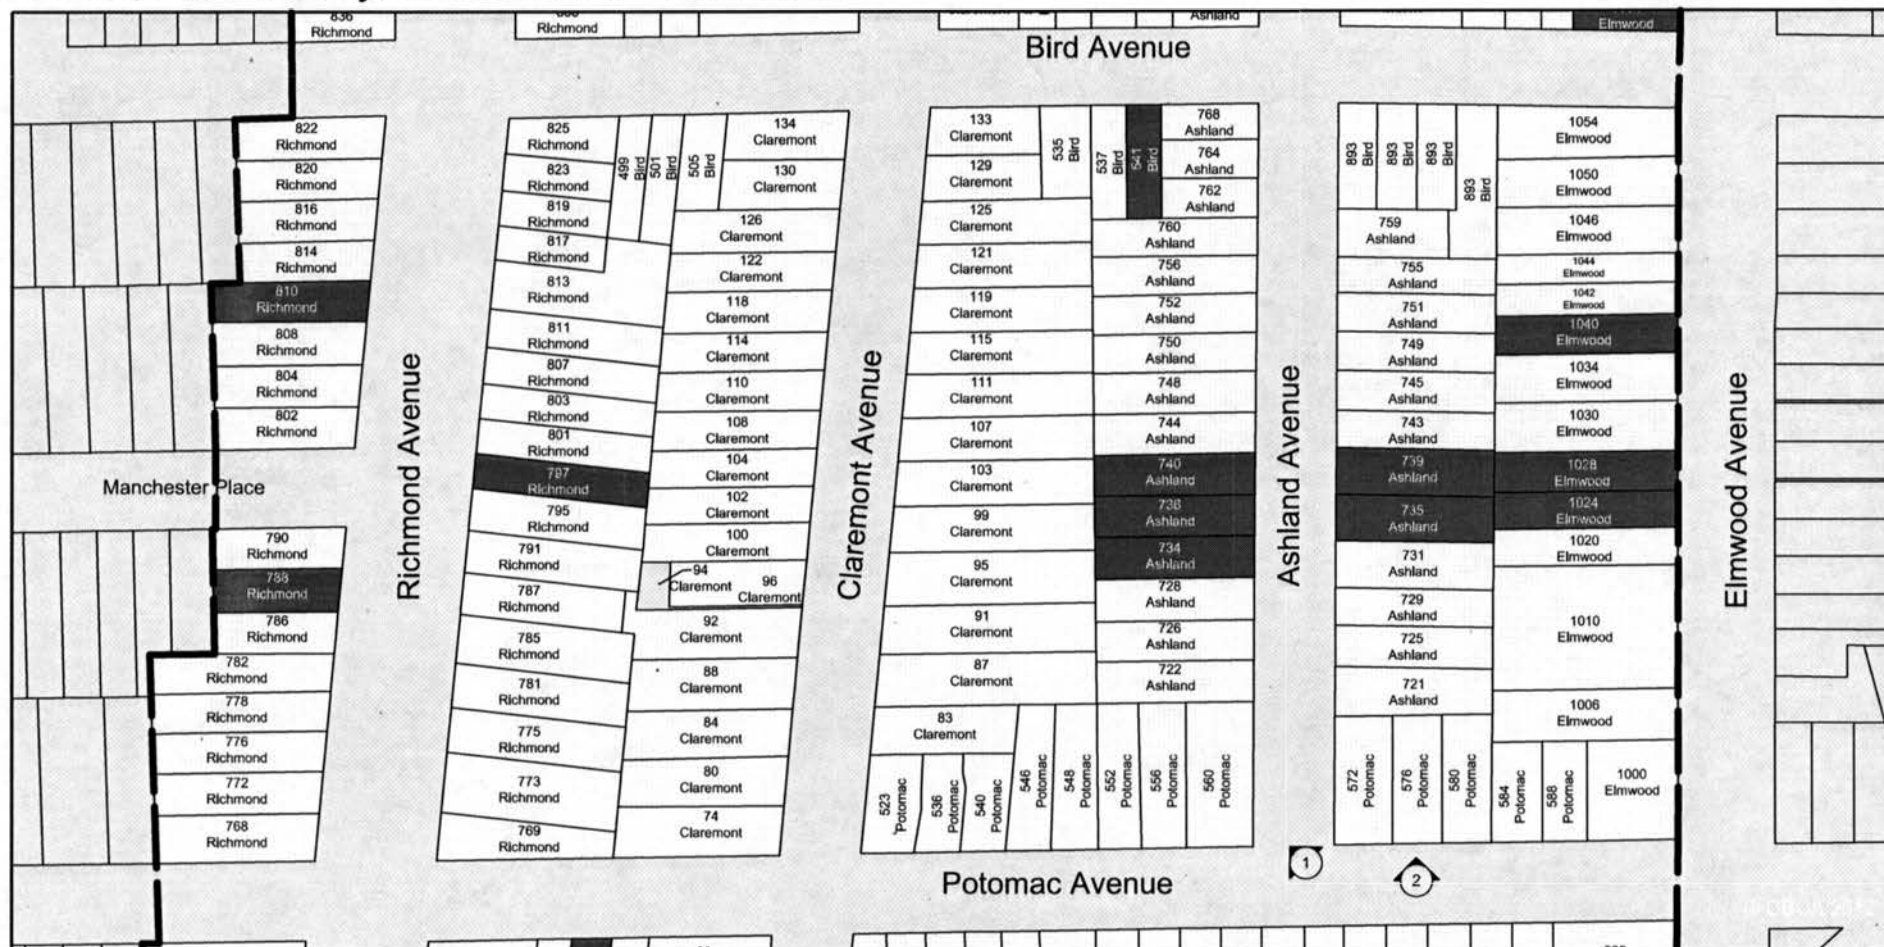 836
Richmond
Richmond
Ashland
Elmwood
Bird Avenue
822
Richmond
820
Richmond
816
Richmond
814
Richmond
810
Richmond
808
Richmond
804
Richmond
802
Richmond
Manchester Place
790
Richmond
788
Richmond
786
Richmond
782
Richmond
778
Richmond
776
Richmond
772
Richmond
768
Richmond
Richmond Avenue
825
Richmond
823
Richmond
819
Richmond
817
Richmond
813
Richmond
811
Richmond
807
Richmond
803
Richmond
801
Richmond
797
Richmond
795
Richmond
791
Richmond
787
Richmond
785
Richmond
781
Richmond
775
Richmond
773
Richmond
769
Richmond
499
Bird
501
Bird
505
Bird
134
Claremont
130
Claremont
126
Claremont
122
Claremont
118
Claremont
114
Claremont
110
Claremont
108
Claremont
104
Claremont
102
Claremont
100
Claremont
94
Claremont
96
Claremont
92
Claremont
88
Claremont
84
Claremont
80
Claremont
74
Claremont
Claremont Avenue
133
Claremont
129
Claremont
125
Claremont
121
Claremont
119
Claremont
115
Claremont
111
Claremont
107
Claremont
103
Claremont
99
Claremont
95
Claremont
91
Claremont
87
Claremont
83
Claremont
535
Bird
537
Bird
541
Bird
768
Ashland
764
Ashland
762
Ashland
760
Ashland
756
Ashland
752
Ashland
750
Ashland
748
Ashland
744
Ashland
740
Ashland
738
Ashland
734
Ashland
728
Ashland
726
Ashland
722
Ashland
523
Potomac
536
Potomac
540
Potomac
546
Potomac
548
Potomac
552
Potomac
556
Potomac
560
Potomac
Ashland Avenue
893
Bird
893
Bird
893
Bird
893
Bird
759
Ashland
755
Ashland
751
Ashland
749
Ashland
745
Ashland
743
Ashland
739
Ashland
735
Ashland
731
Ashland
729
Ashland
725
Ashland
721
Ashland
1054
Elmwood
1050
Elmwood
1046
Elmwood
1044
Elmwood
1042
Elmwood
1040
Elmwood
1034
Elmwood
1030
Elmwood
1028
Elmwood
1024
Elmwood
1020
Elmwood
1010
Elmwood
1006
Elmwood
572
Potomac
576
Potomac
580
Potomac
584
Potomac
588
Potomac
1000
Elmwood
Elmwood Avenue
1
2
Potomac Avenue